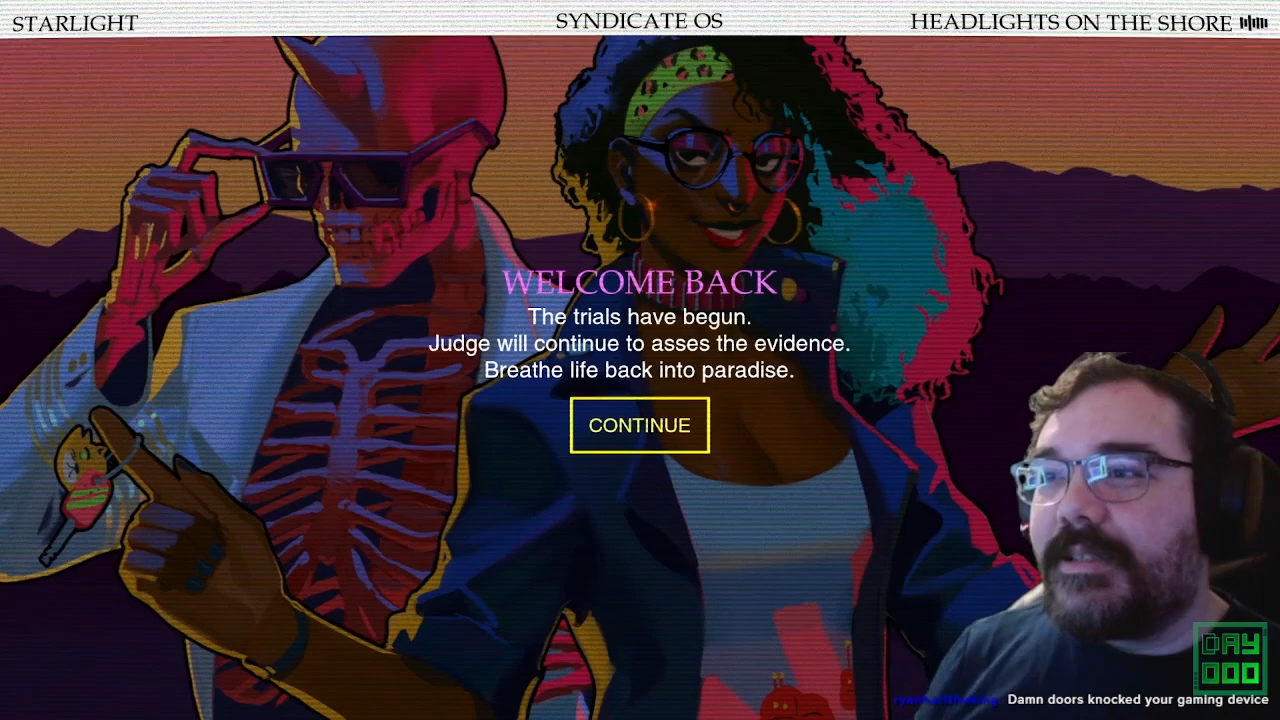 STARLIGHT
SYNDICATE OS
HEADLIGHTS ON THE SHORE
WELCOME BACK
The trials have begun.
Judge will continue to asses the evidence.
Breathe life back into paradise.
CONTINUE
DAY
000
Damn doors knocked your gaming device